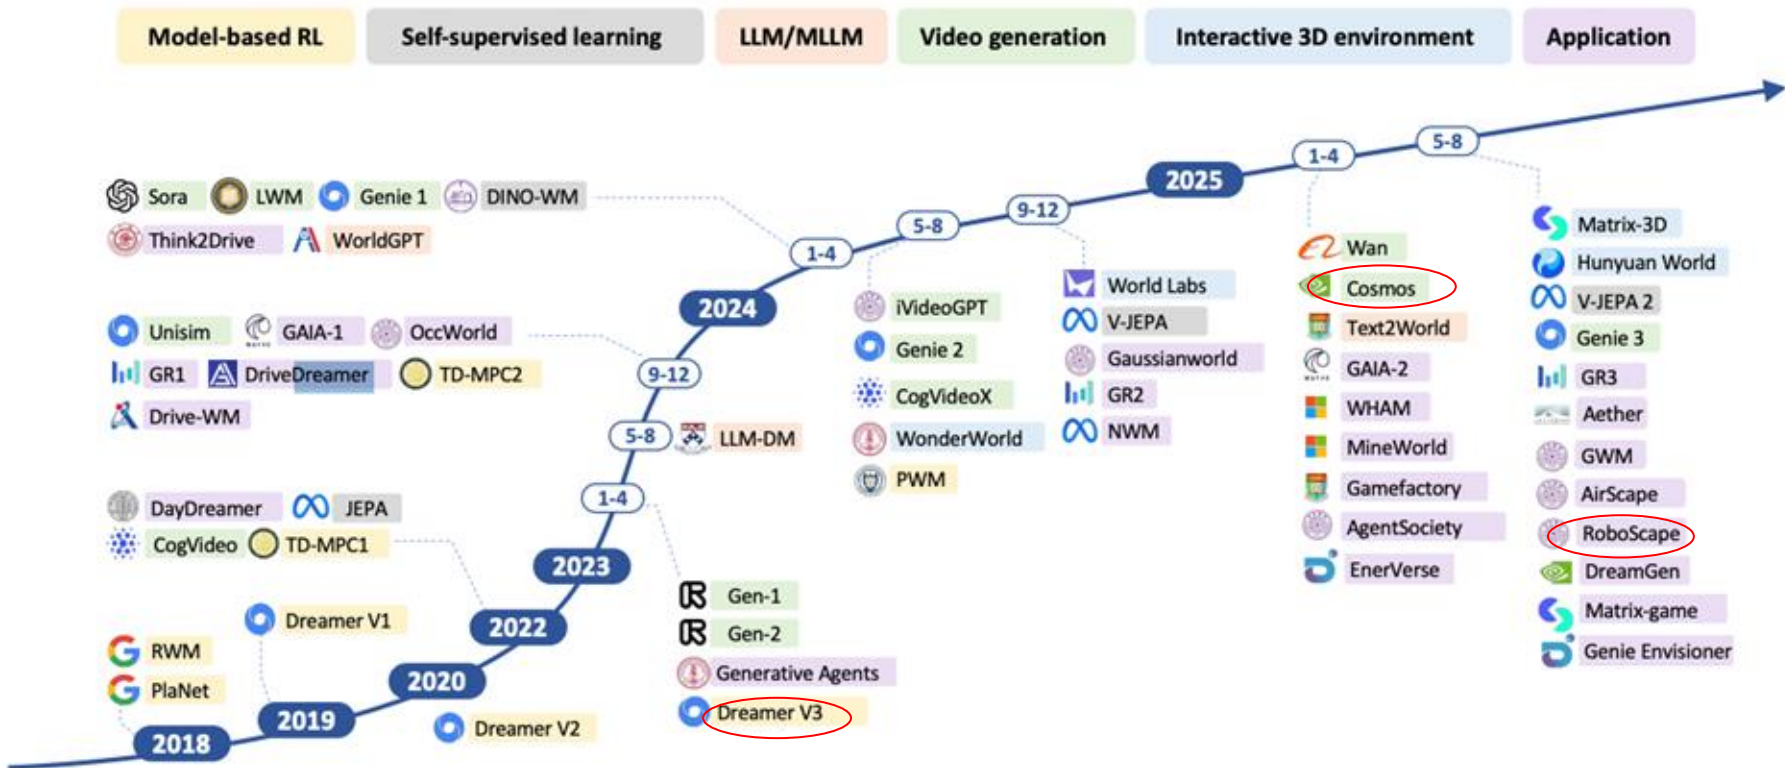 Model-based RL
Self-supervised learning
LLM/MLLM
Video generation
Interactive 3D environment
Application
Sora
LWM
Genie 1
DINO-WM
Think2Drive
WorldGPT
Unisim
GAIA-1
OccWorld
GR1
DriveDreamer
TD-MPC2
Drive-WM
DayDreamer
JEPA
CogVideo
TD-MPC1
Dreamer V1
RWM
PlaNet
2018
2019
2020
Dreamer V2
2022
2023
1-4
Gen-1
Gen-2
Generative Agents
Dreamer V3
5-8
LLM-DM
9-12
2024
1-4
5-8
iVideoGPT
Genie 2
CogVideoX
WonderWorld
PWM
9-12
World Labs
V-JEPA
Gaussianworld
GR2
NWM
2025
1-4
Wan
Cosmos
Text2World
GAIA-2
WHAM
MineWorld
Gamefactory
AgentSociety
EnerVerse
5-8
Matrix-3D
Hunyuan World
V-JEPA 2
Genie 3
GR3
Aether
GWM
AirScape
RoboScape
DreamGen
Matrix-game
Genie Envisioner